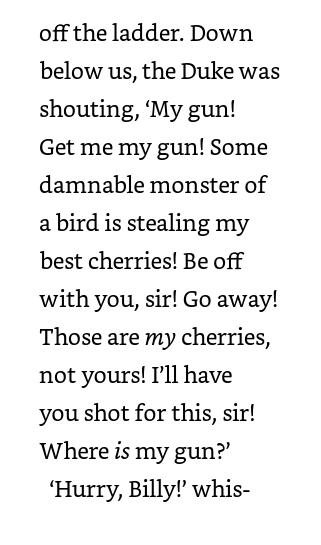 off the ladder. Down
below us, the Duke was
shouting, ‘My gun!
Get me my gun! Some
damnable monster of
a bird is stealing my
best cherries! Be off
with you, sir! Go away!
Those are my cherries,
not yours! I’ll have
you shot for this, sir!
Where is my gun?’
‘Hurry, Billy!’ whis-